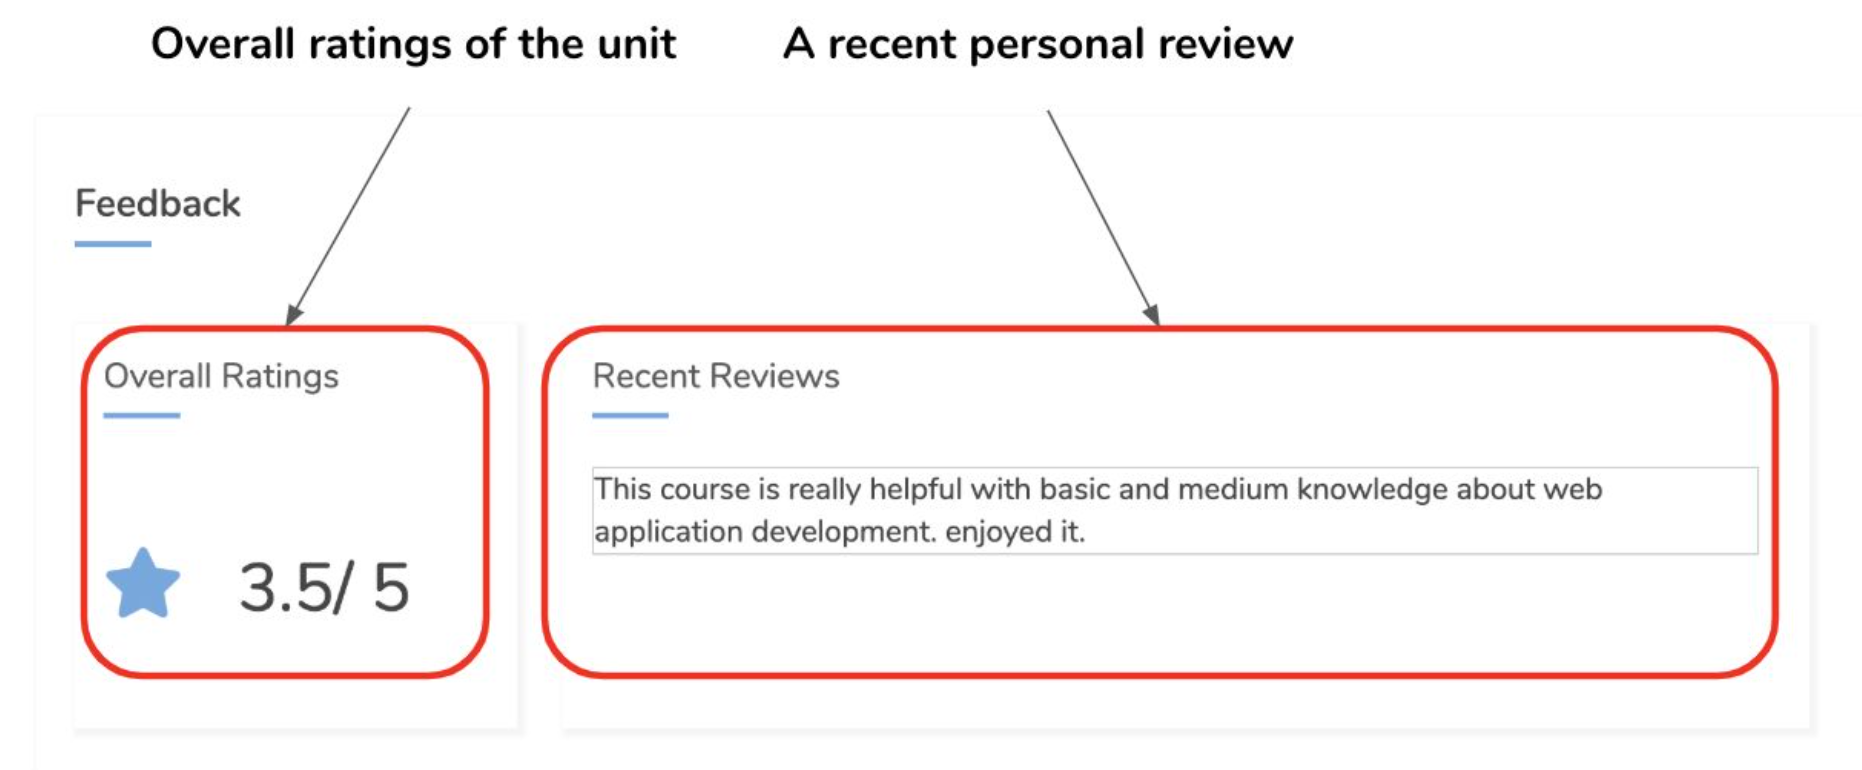 Overall ratings of the unit
A recent personal review
Feedback
Overall Ratings
3.5/ 5
Recent Reviews
This course is really helpful with basic and medium knowledge about web
application development. enjoyed it.